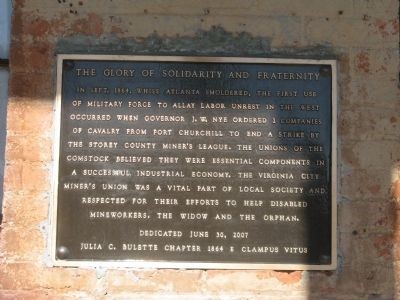 THE GLORY OF SOLIDARITY AND FRATERNITY
IN SEPT. 1864, WHILE ATLANTA SMOLDERED, THE FIRST USE
OF MILITARY FORCE TO ALLAY LABOR UNREST IN THE WEST
OCCURRED WHEN GOVERNOR J. W. NYE ORDERED COMPANIES
OF CAVALRY FROM FORT CHURCHILL TO END A STRIKE BY
THE STOREY COUNTY MINER'S LEAGUE. THE UNIONS OF THE
COMSTOCK BELIEVED THEY WERE ESSENTIAL COMPONENTS IN
A SUCCESSFUL INDUSTRIAL ECONOMY. THE VIRGINIA CITY
MINER'S UNION WAS A VITAL PART OF LOCAL SOCIETY AND
RESPECTED FOR THEIR EFFORTS TO HELP DISABLED
MINEWORKERS, THE WIDOW AND THE ORPHAN.
DEDICATED JUNE 30, 2007
JULIA C. BULETTE CHAPTER 1864 E CLAMPUS VITUS